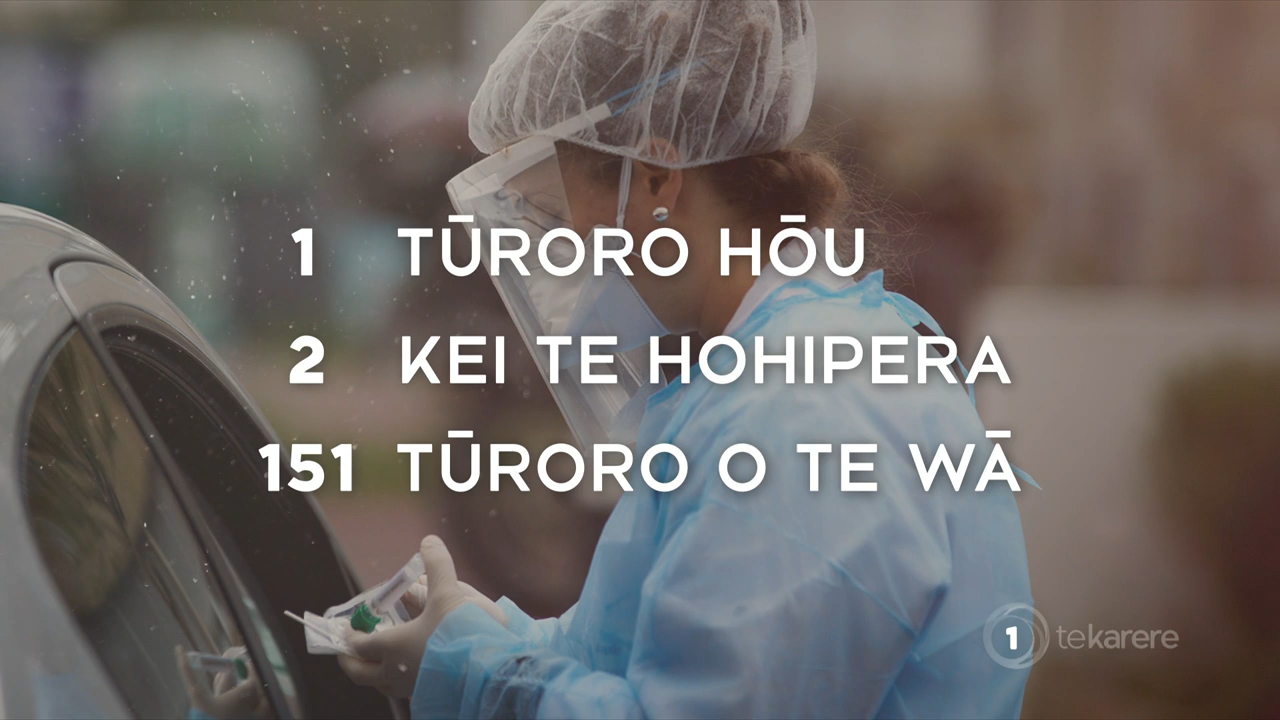 1 TŪRORO HŌU
2 KEI TE HOHIPERA
151 TŪRORO O TE WĀ
1 tekarere